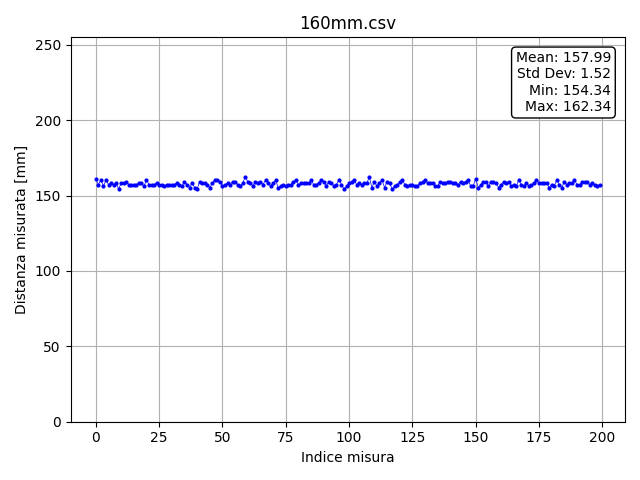 160mm.csv
Mean: 157.99
Std Dev: 1.52
Min: 154.34
Max: 162.34
Distanza misurata [mm]
250
200
150
100
50
0
0 25 50 75 100 125 150 175 200
Indice misura